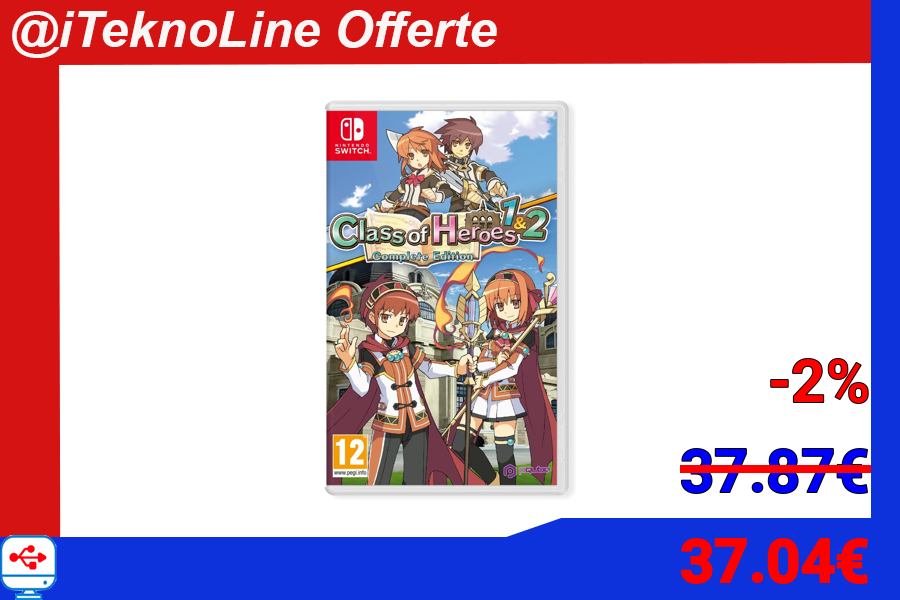 @iTeknoLine Offerte
NINTENDO
SWITCH.
Class of Heroes 1&2
Complete Edition
12
www.pegi.info
pQube
-2%
37.87€
37.04€